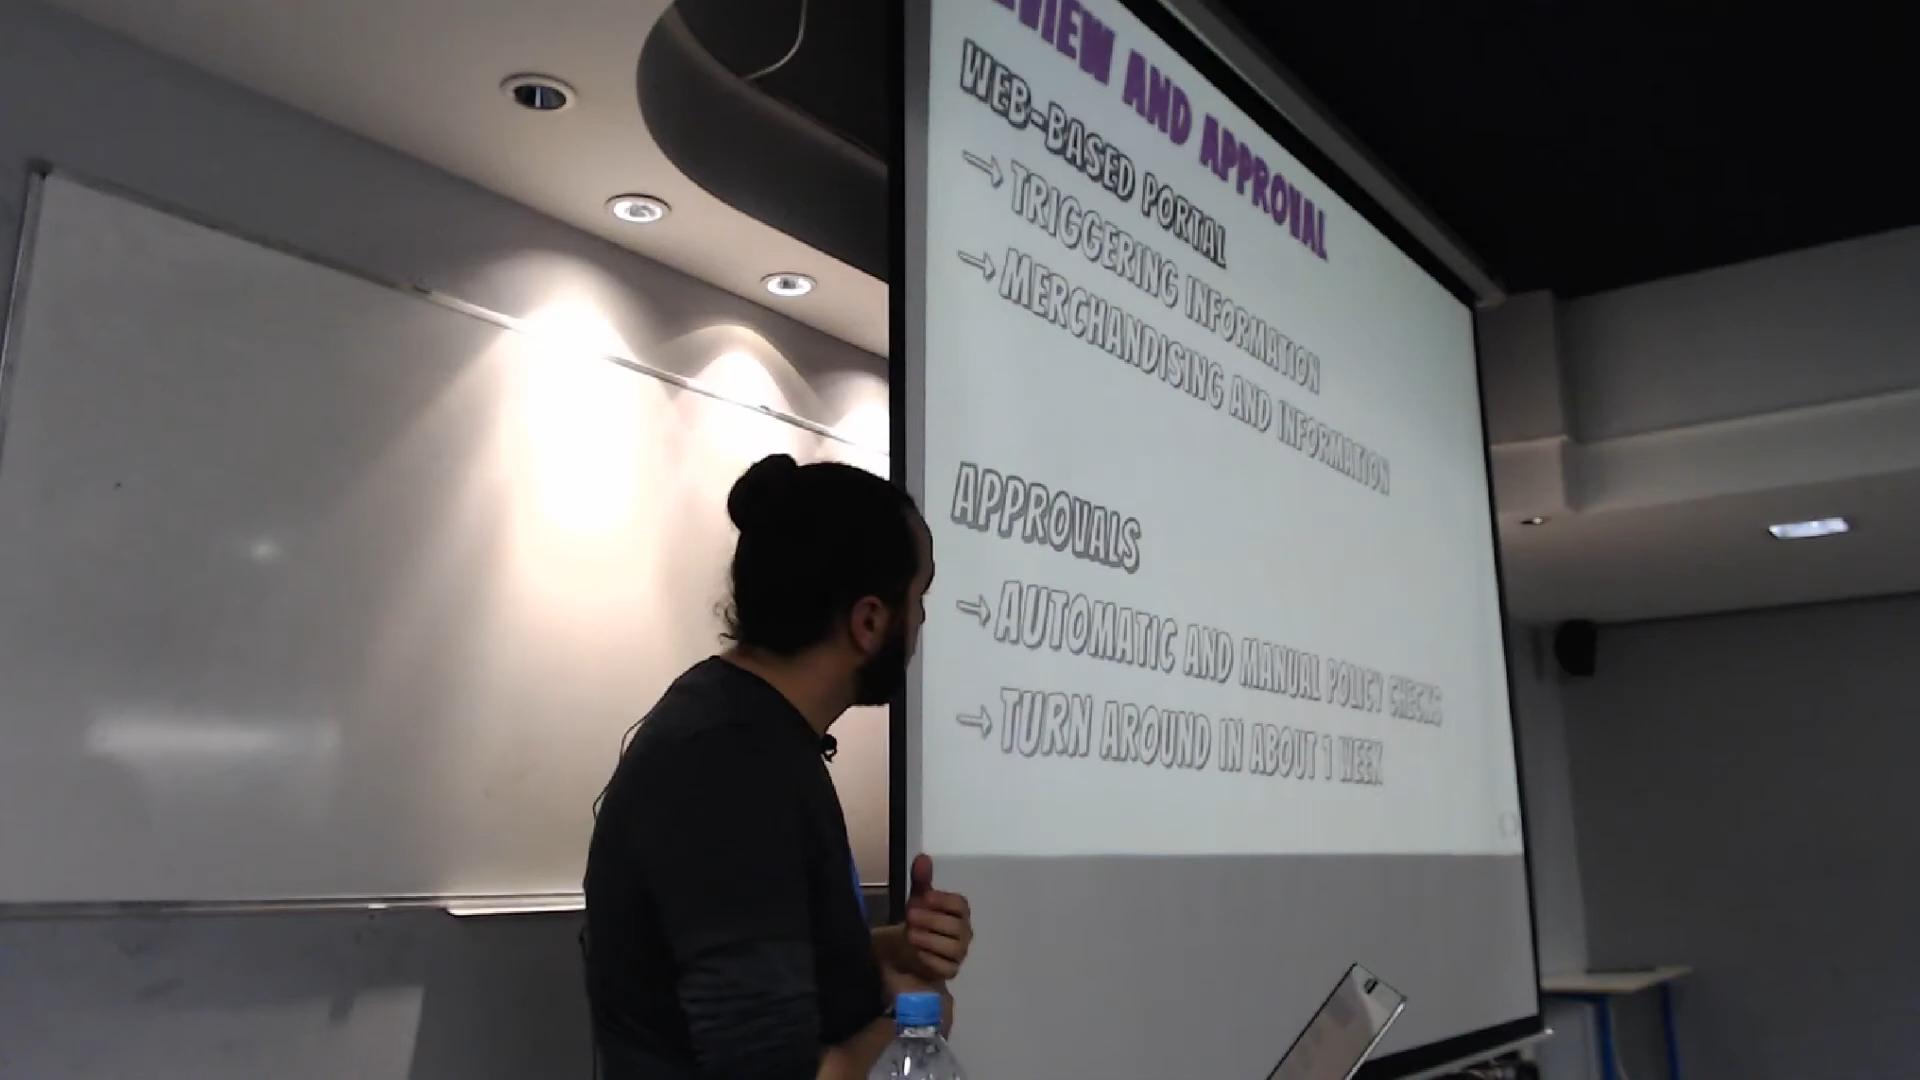 VIEW AND APPROVAL
WEB-BASED PORTAL
→ TRIGGERING INFORMATION
→ MERCHANDISING AND INFORMATION
APPROVALS
→ AUTOMATIC AND MANUAL POLICY CHECKS
→ TURN AROUND IN ABOUT 1 WEEK